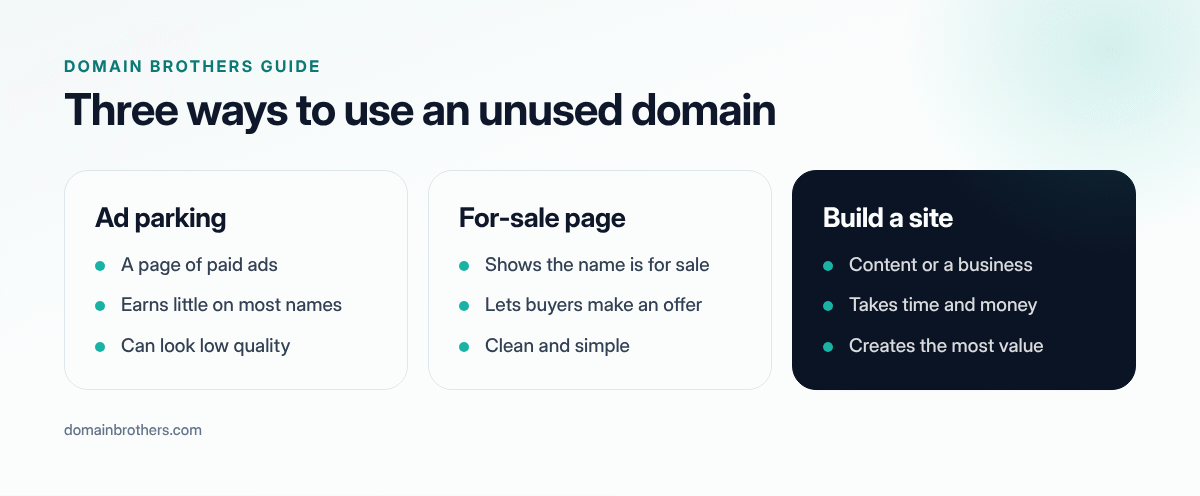 DOMAIN BROTHERS GUIDE
Three ways to use an unused domain
Ad parking
A page of paid ads
Earns little on most names
Can look low quality
For-sale page
Shows the name is for sale
Lets buyers make an offer
Clean and simple
Build a site
Content or a business
Takes time and money
Creates the most value
domainbrothers.com